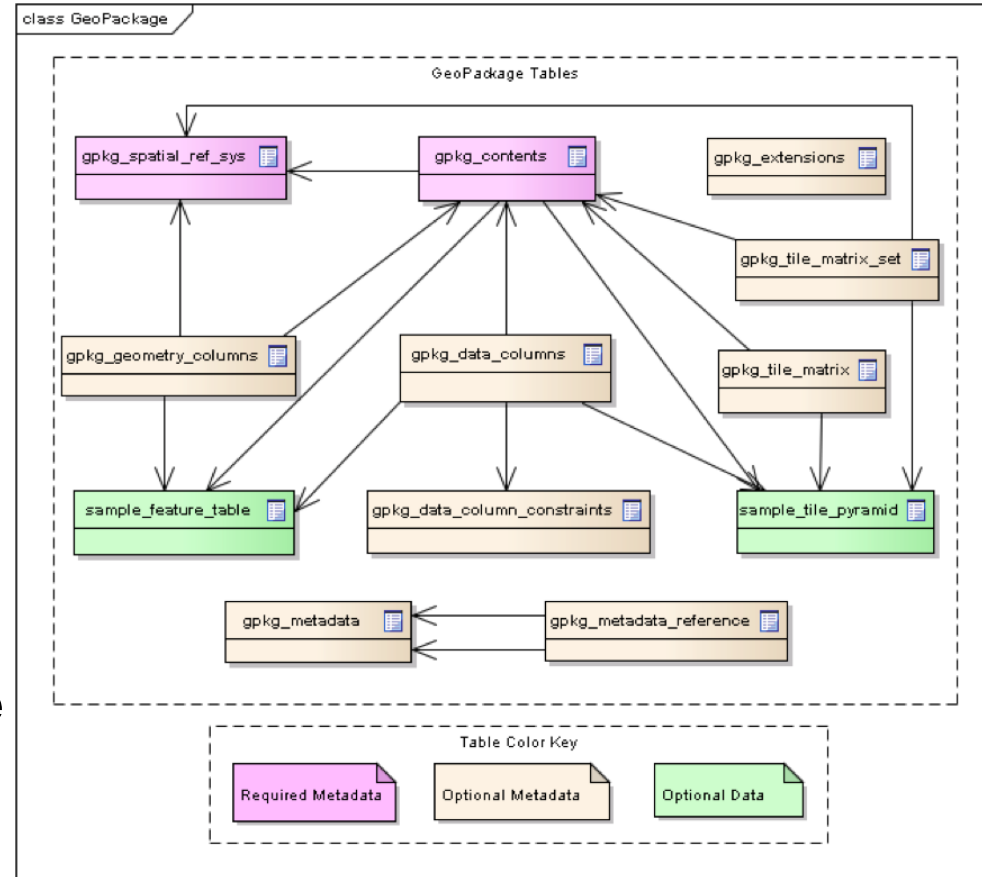 class GeoPackage
GeoPackage Tables
gpkg_spatial_ref_sys
gpkg_contents
gpkg_extensions
gpkg_tile_matrix_set
gpkg_geometry_columns
gpkg_data_columns
gpkg_tile_matrix
sample_feature_table
gpkg_data_column_constraints
sample_tile_pyramid
gpkg_metadata
gpkg_metadata_reference
e
Table Color Key
Required Metadata
Optional Metadata
Optional Data